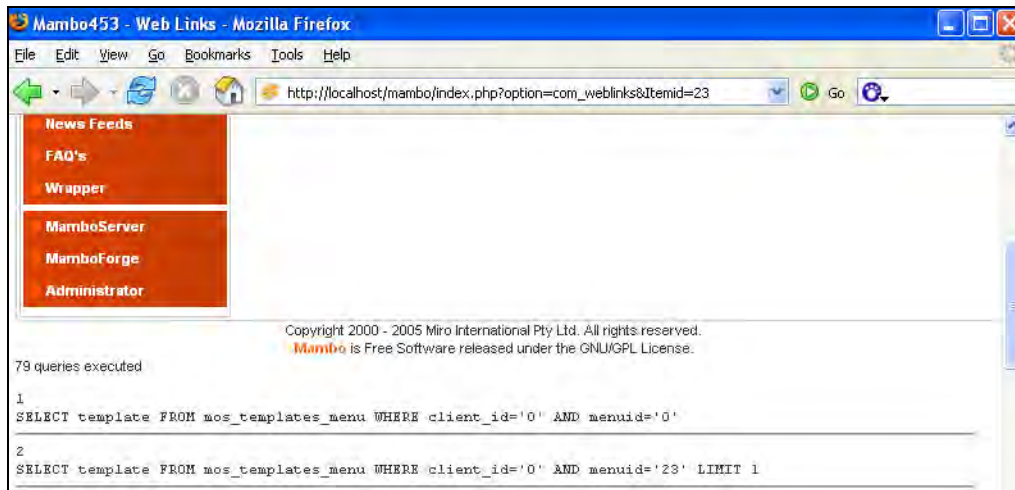 Mambo453 - Web Links - Mozilla Firefox
File Edit View Go Bookmarks Tools Help
http://localhost/mambo/index.php?option=com_weblinks&Itemid=23 Go
News Feeds
FAQ's
Wrapper
MamboServer
MamboForge
Administrator
Copyright 2000 - 2005 Miro International Pty Ltd. All rights reserved.
Mambo is Free Software released under the GNU/GPL License.
79 queries executed
1
SELECT template FROM mos_templates_menu WHERE client_id='0' AND menuid='0'
2
SELECT template FROM mos_templates_menu WHERE client_id='0' AND menuid='23' LIMIT 1